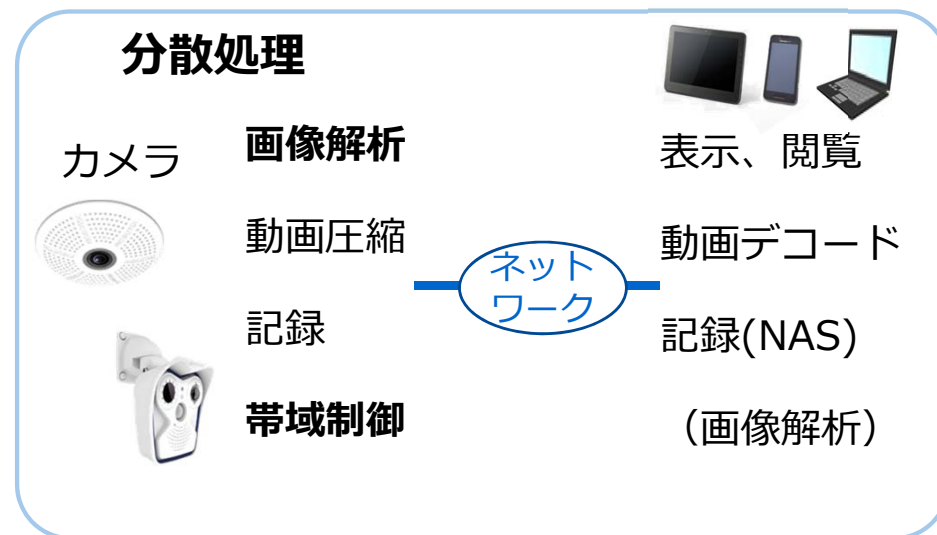 分散処理
カメラ
画像解析
動画圧縮
記録
帯域制御
ネット
ワーク
表示、閲覧
動画デコード
記録(NAS)
（画像解析）